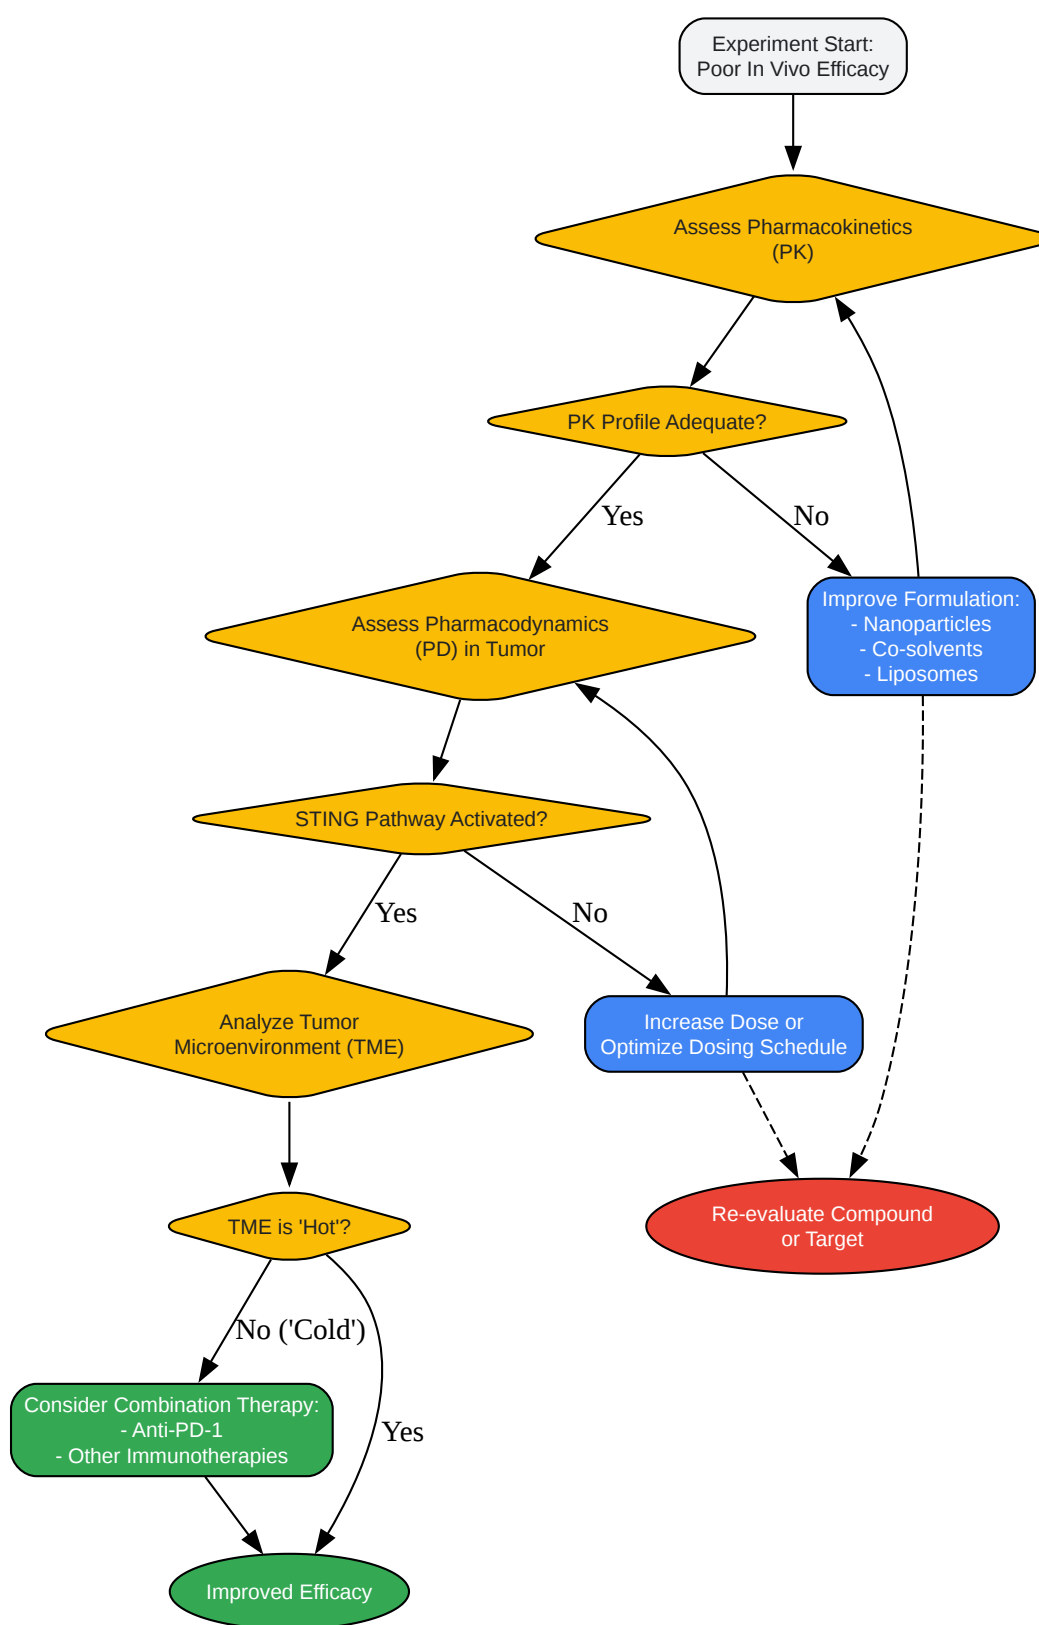 Experiment Start:
Poor In Vivo Efficacy
Assess Pharmacokinetics
(PK)
PK Profile Adequate?
Yes
No
Improve Formulation:
- Nanoparticles
- Co-solvents
- Liposomes
Assess Pharmacodynamics
(PD) in Tumor
STING Pathway Activated?
Yes
No
Analyze Tumor
Microenvironment (TME)
Increase Dose or
Optimize Dosing Schedule
TME is 'Hot'?
Re-evaluate Compound
or Target
No ('Cold')
Yes
Consider Combination Therapy:
- Anti-PD-1
- Other Immunotherapies
Improved Efficacy